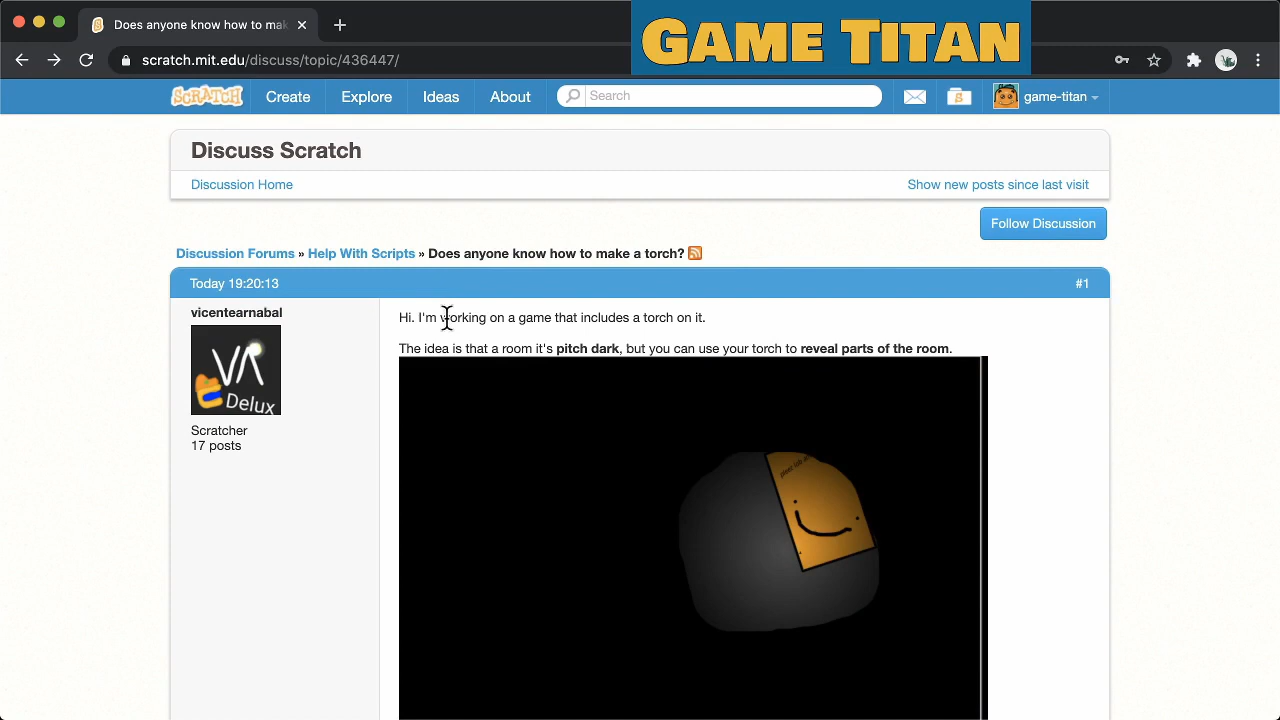 Does anyone know how to mak
GAME TITAN
scratch.mit.edu/discuss/topic/436447/
SCRATCH
Create
Explore
Ideas
About
Search
game-titan
Discuss Scratch
Discussion Home
Show new posts since last visit
Follow Discussion
Discussion Forums » Help With Scripts » Does anyone know how to make a torch?
Today 19:20:13
#1
vicentearnabal
VR
Delux
Scratcher
17 posts
Hi. I'm working on a game that includes a torch on it.
The idea is that a room it's pitch dark, but you can use your torch to reveal parts of the room.